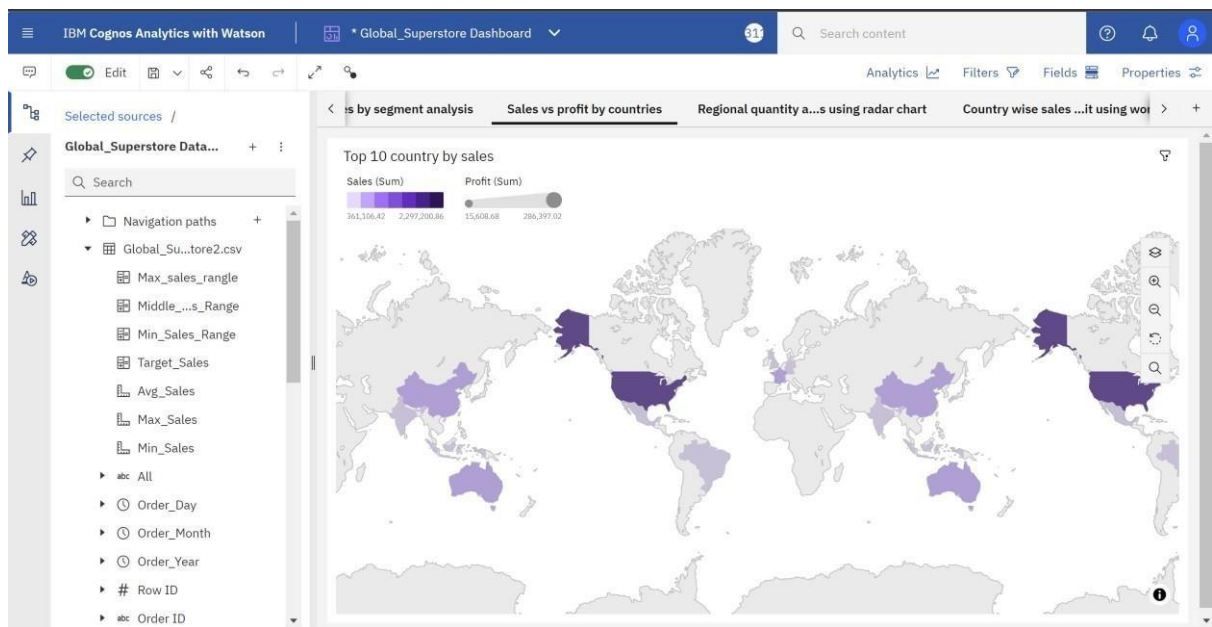 IBM Cognos Analytics with Watson
* Global_Superstore Dashboard
311
Search content
Edit
Analytics
Filters
Fields
Properties
Selected sources /
Global_Superstore Data...
Search
Navigation paths
Global_Su...tore2.csv
Max_sales_rangle
Middle_...s_Range
Min_Sales_Range
Target_Sales
Avg_Sales
Max_Sales
Min_Sales
abc All
Order_Day
Order_Month
Order_Year
# Row ID
abc Order ID
es by segment analysis
Sales vs profit by countries
Regional quantity a...s using radar chart
Country wise sales ...it using wor
Top 10 country by sales
Sales (Sum)
Profit (Sum)
361,106.42
2,297,200.86
15,608.68
286,397.02